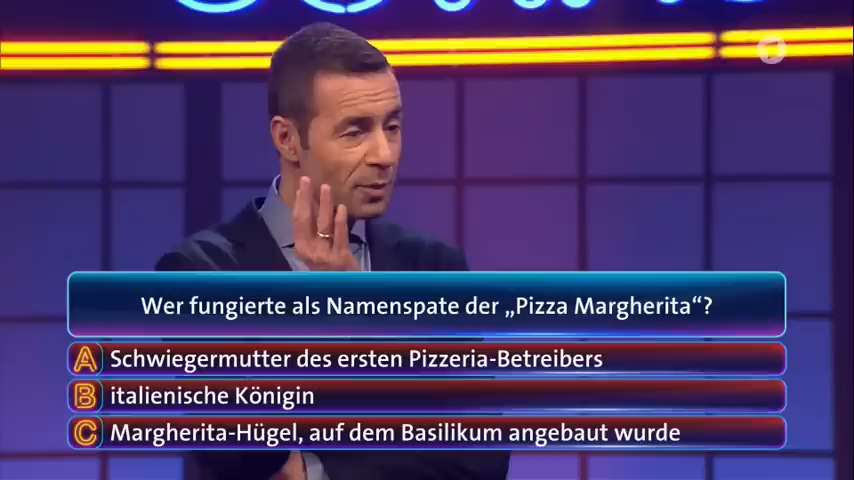 Wer fungierte als Namenspate der „Pizza Margherita“?
A Schwiegermutter des ersten Pizzeria-Betreibers
B italienische Königin
C Margherita-Hügel, auf dem Basilikum angebaut wurde